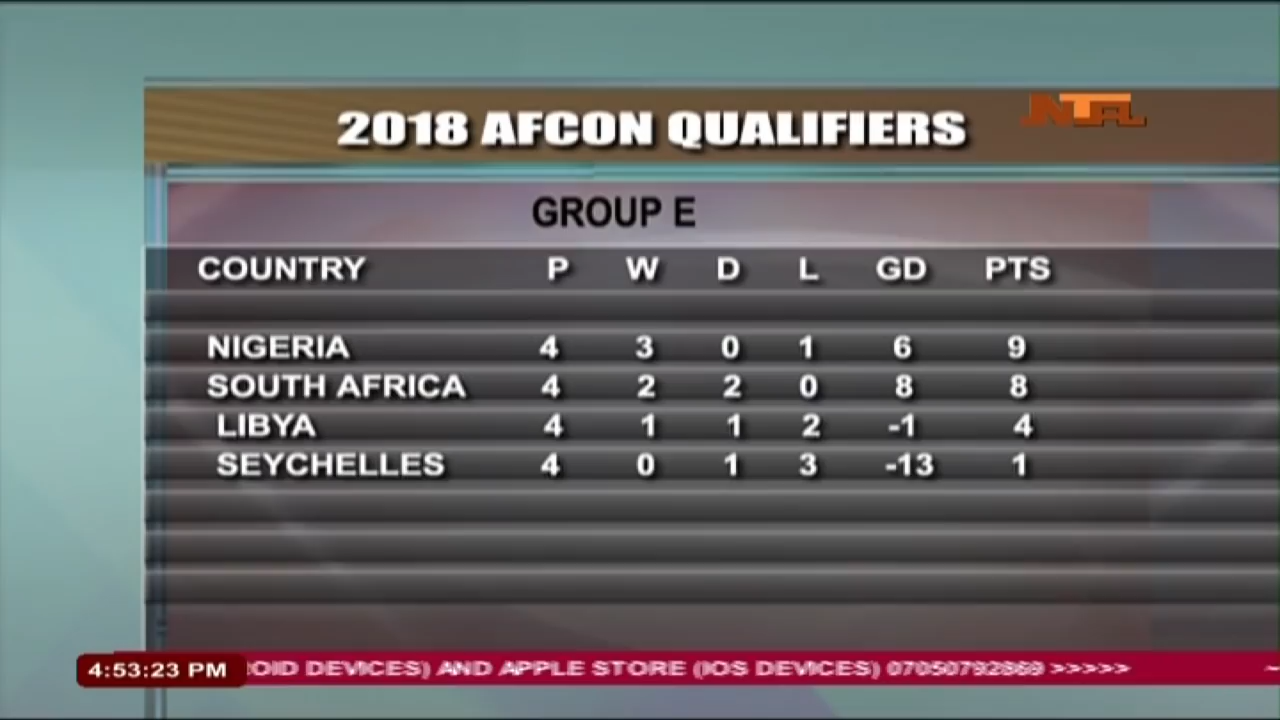 2018 AFCON QUALIFIERS
NTA
GROUP E
COUNTRY P W D L GD PTS
NIGERIA 4 3 0 1 6 9
SOUTH AFRICA 4 2 2 0 8 8
LIBYA 4 1 1 2 -1 4
SEYCHELLES 4 0 1 3 -13 1
4:53:23 PM OID DEVICES) AND APPLE STORE (IOS DEVICES) 07050792869 >>>>> ~